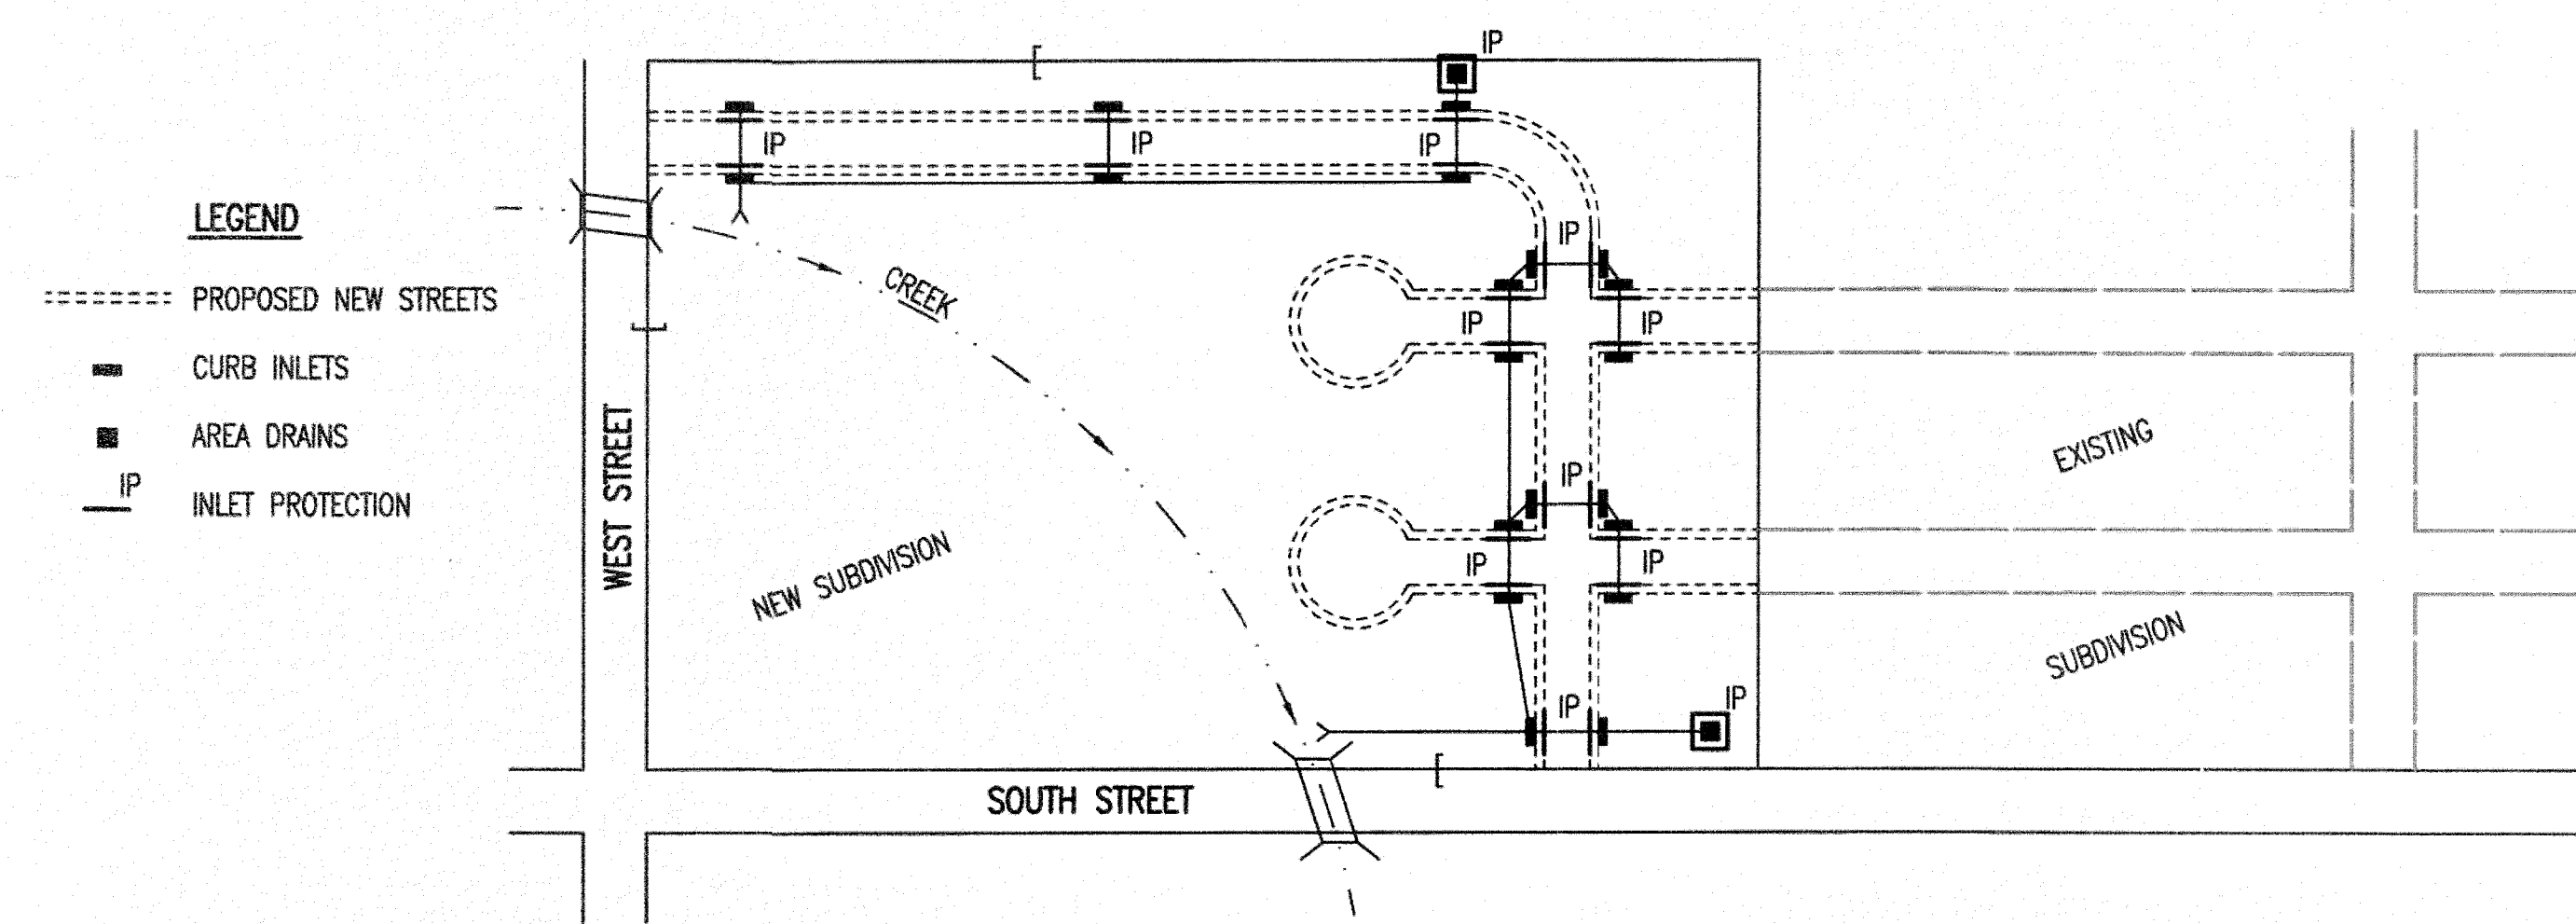 LEGEND
PROPOSED NEW STREETS
CURB INLETS
AREA DRAINS
IP
INLET PROTECTION
WEST STREET
SOUTH STREET
NEW SUBDIVISION
CREEK
EXISTING
SUBDIVISION
IP
IP
IP
IP
IP
IP
IP
IP
IP
IP
IP
IP